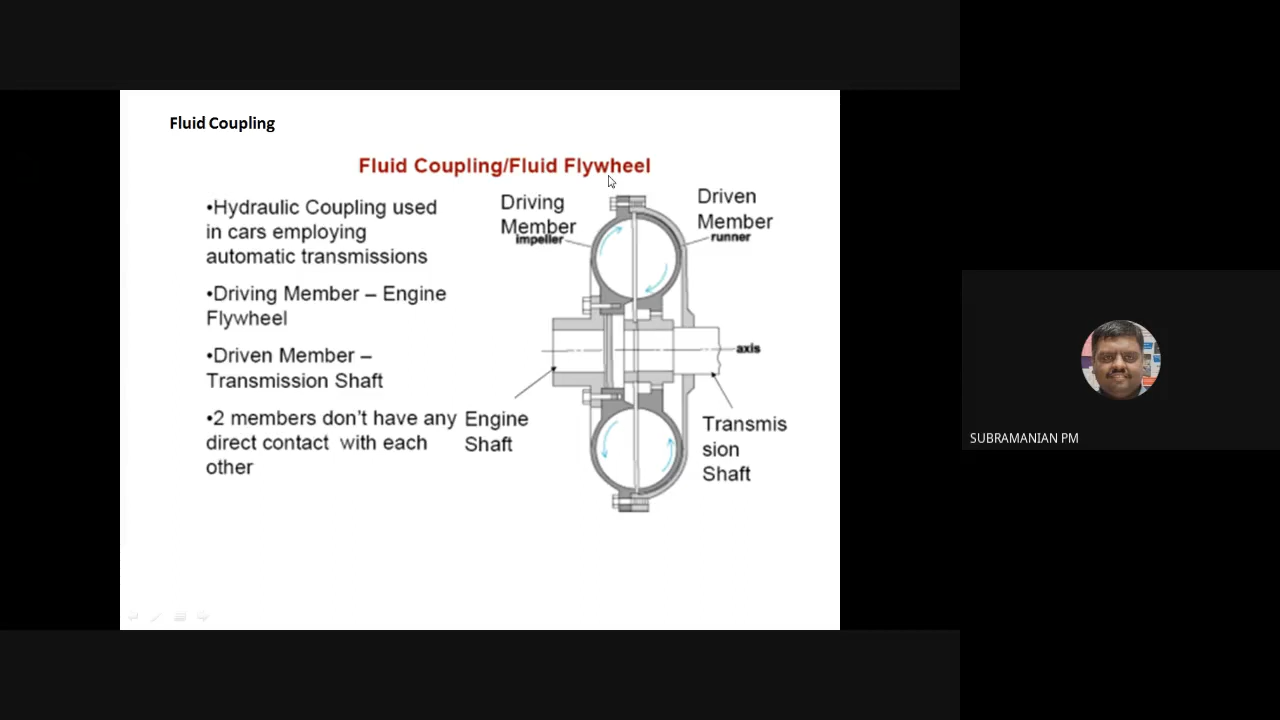 Fluid Coupling
Fluid Coupling/Fluid Flywheel
•Hydraulic Coupling used
in cars employing
automatic transmissions
•Driving Member – Engine
Flywheel
•Driven Member –
Transmission Shaft
•2 members don't have any
direct contact with each
other
Driving
Member
impeller
Driven
Member
runner
axis
Engine
Shaft
Transmis
sion
Shaft
SUBRAMANIAN PM